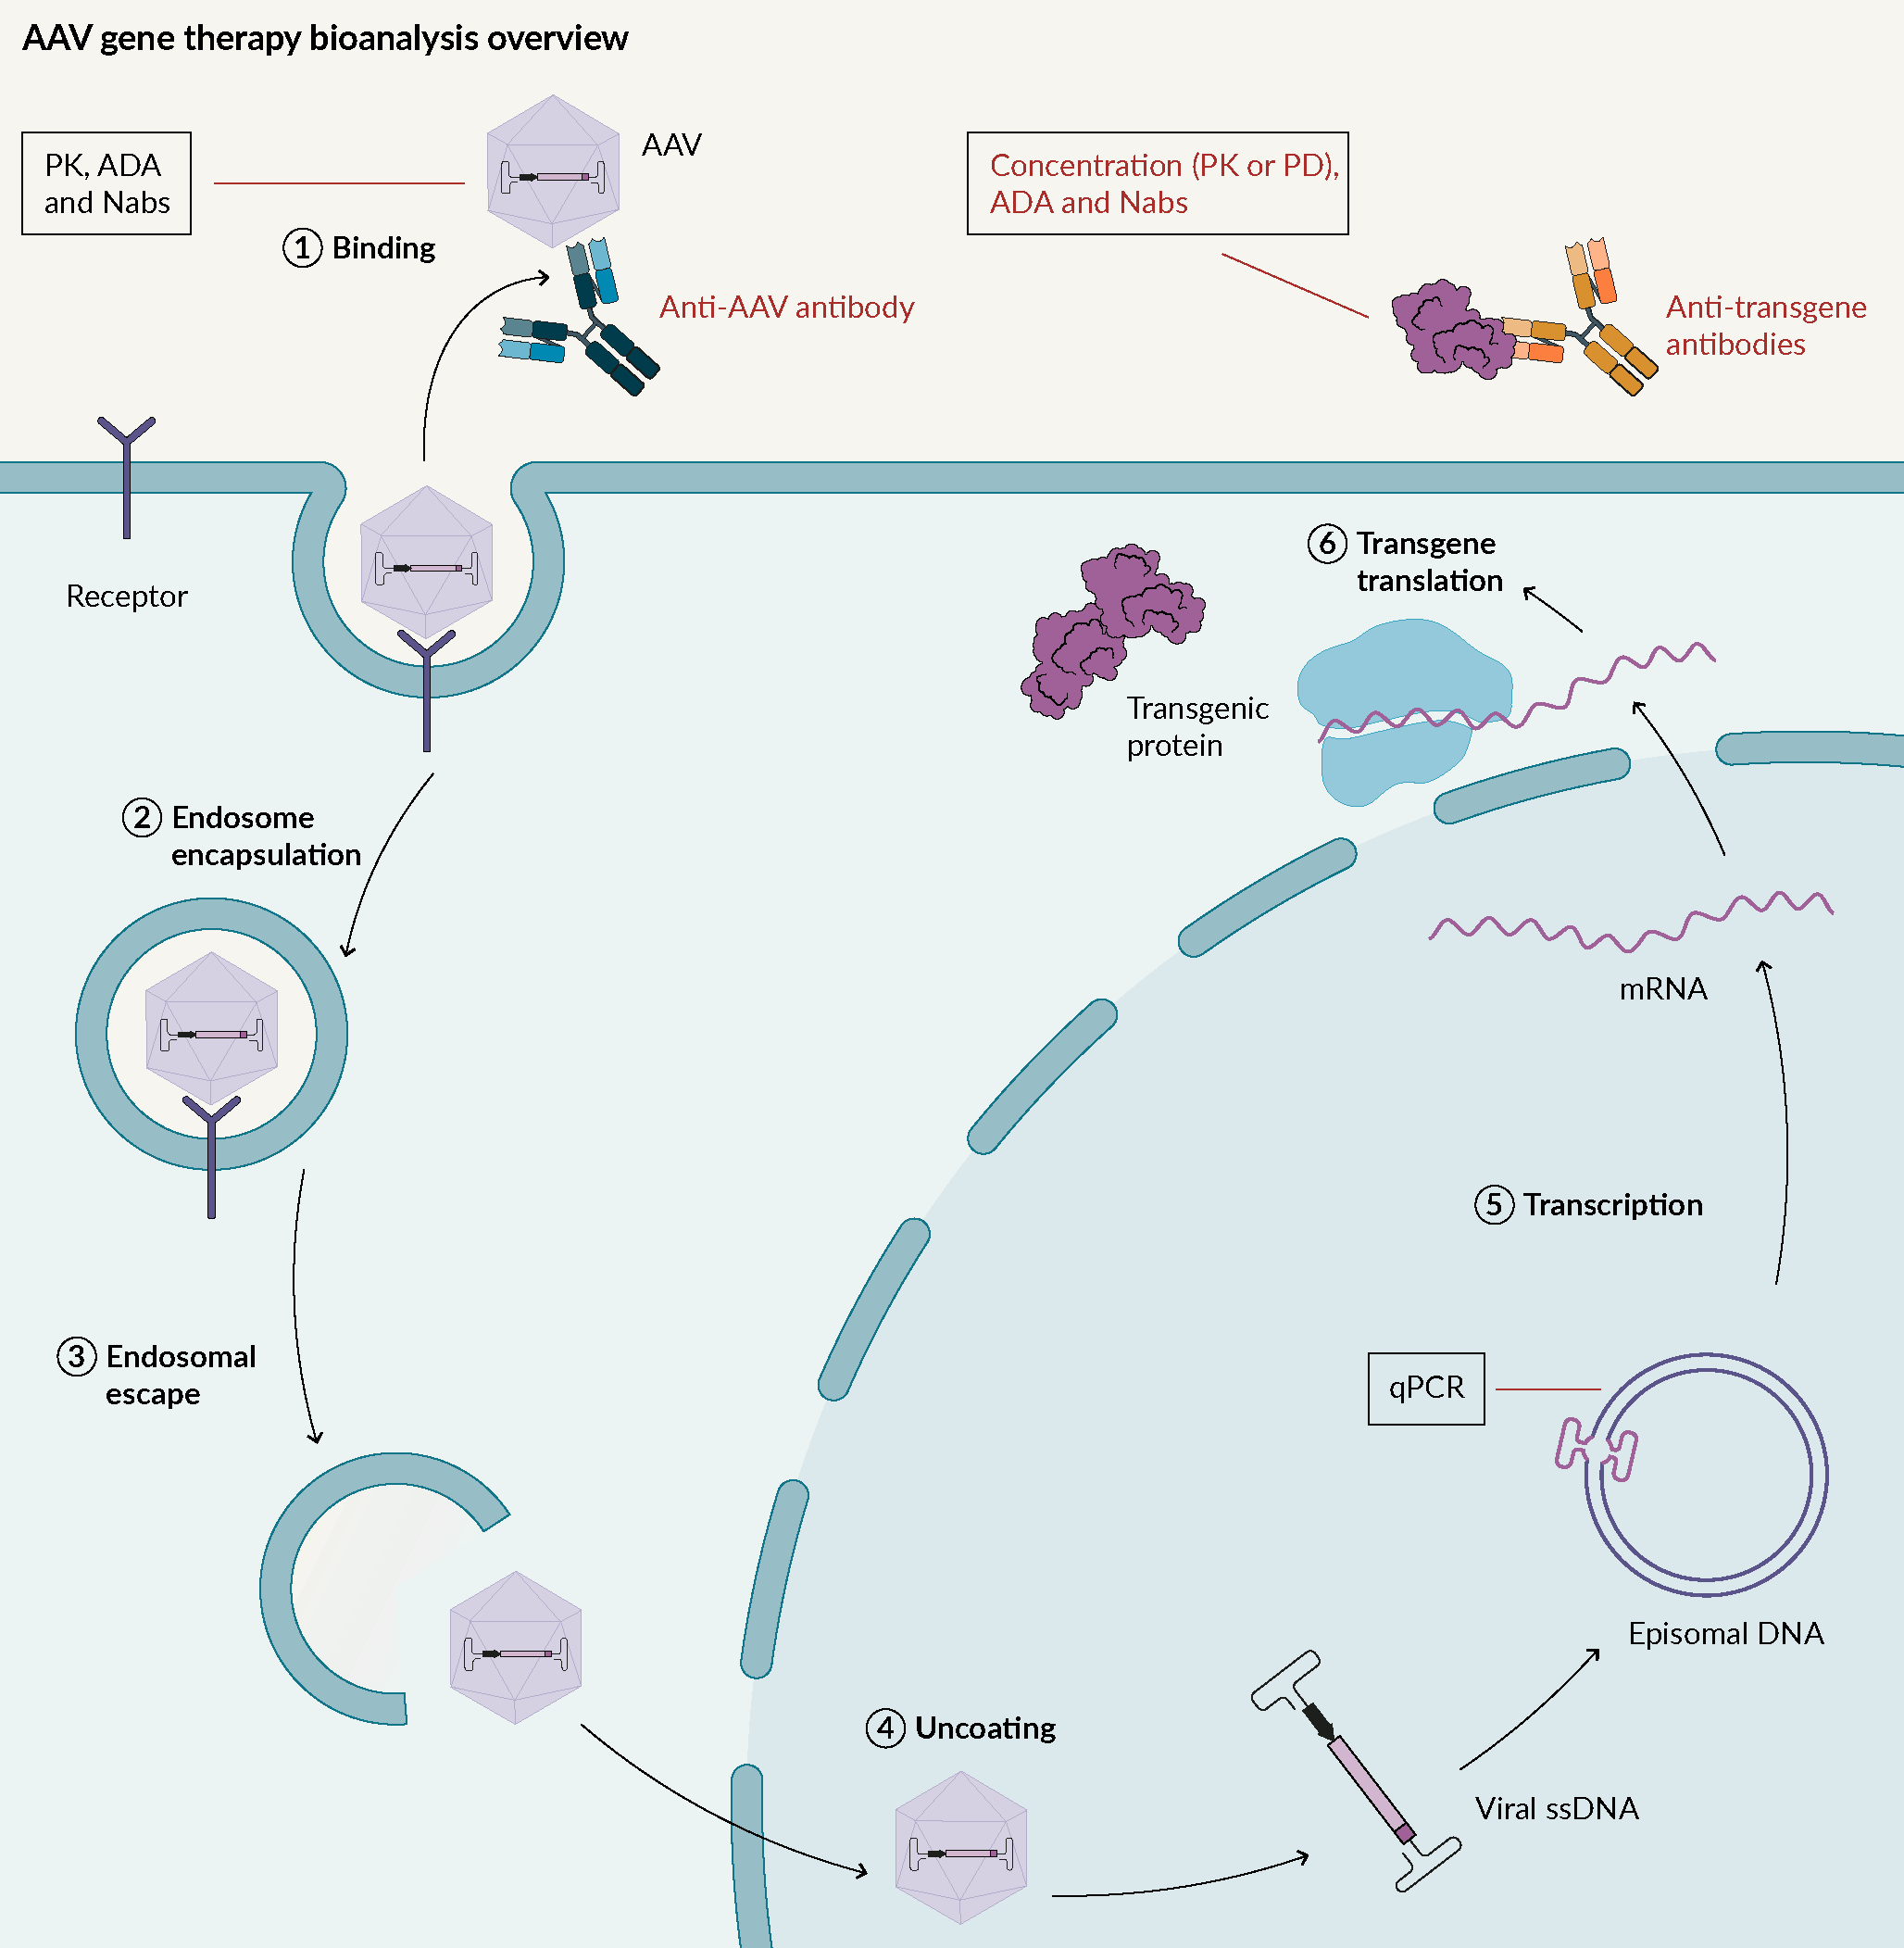 AAV gene therapy bioanalysis overview
PK, ADA
and Nabs
AAV
Concentration (PK or PD),
ADA and Nabs
1 Binding
Anti-AAV antibody
Anti-transgene
antibodies
Receptor
6 Transgene
translation
Transgenic
protein
2 Endosome
encapsulation
mRNA
5 Transcription
3 Endosomal
escape
qPCR
Episomal DNA
4 Uncoating
Viral ssDNA